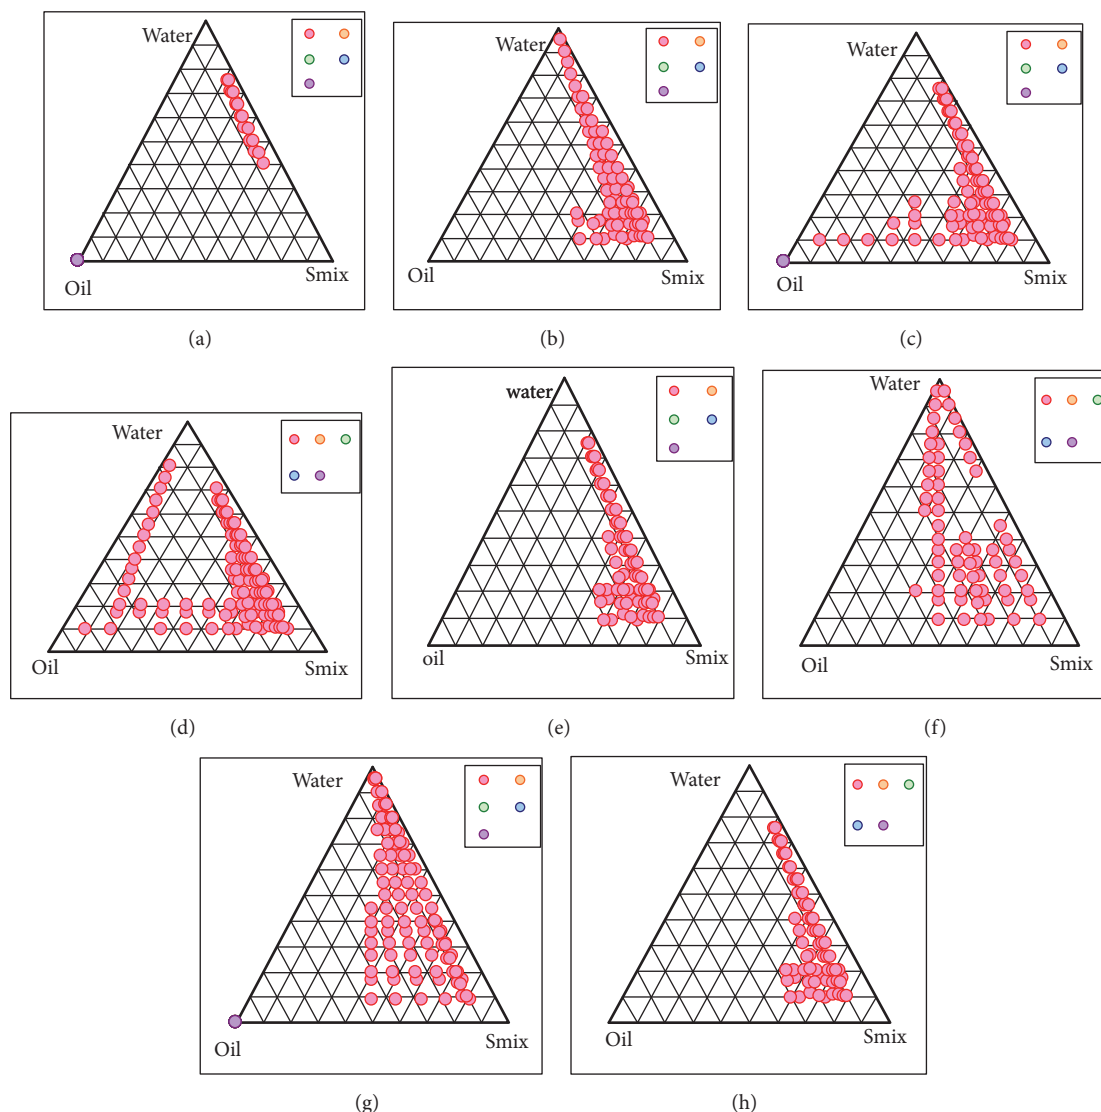 Water
Oil
Smix
(a)
Water
Oil
Smix
(b)
Water
Oil
Smix
(c)
Water
Oil
Smix
(d)
water
oil
Smix
(e)
Water
Oil
Smix
(f)
Water
Oil
Smix
(g)
Water
Oil
Smix
(h)